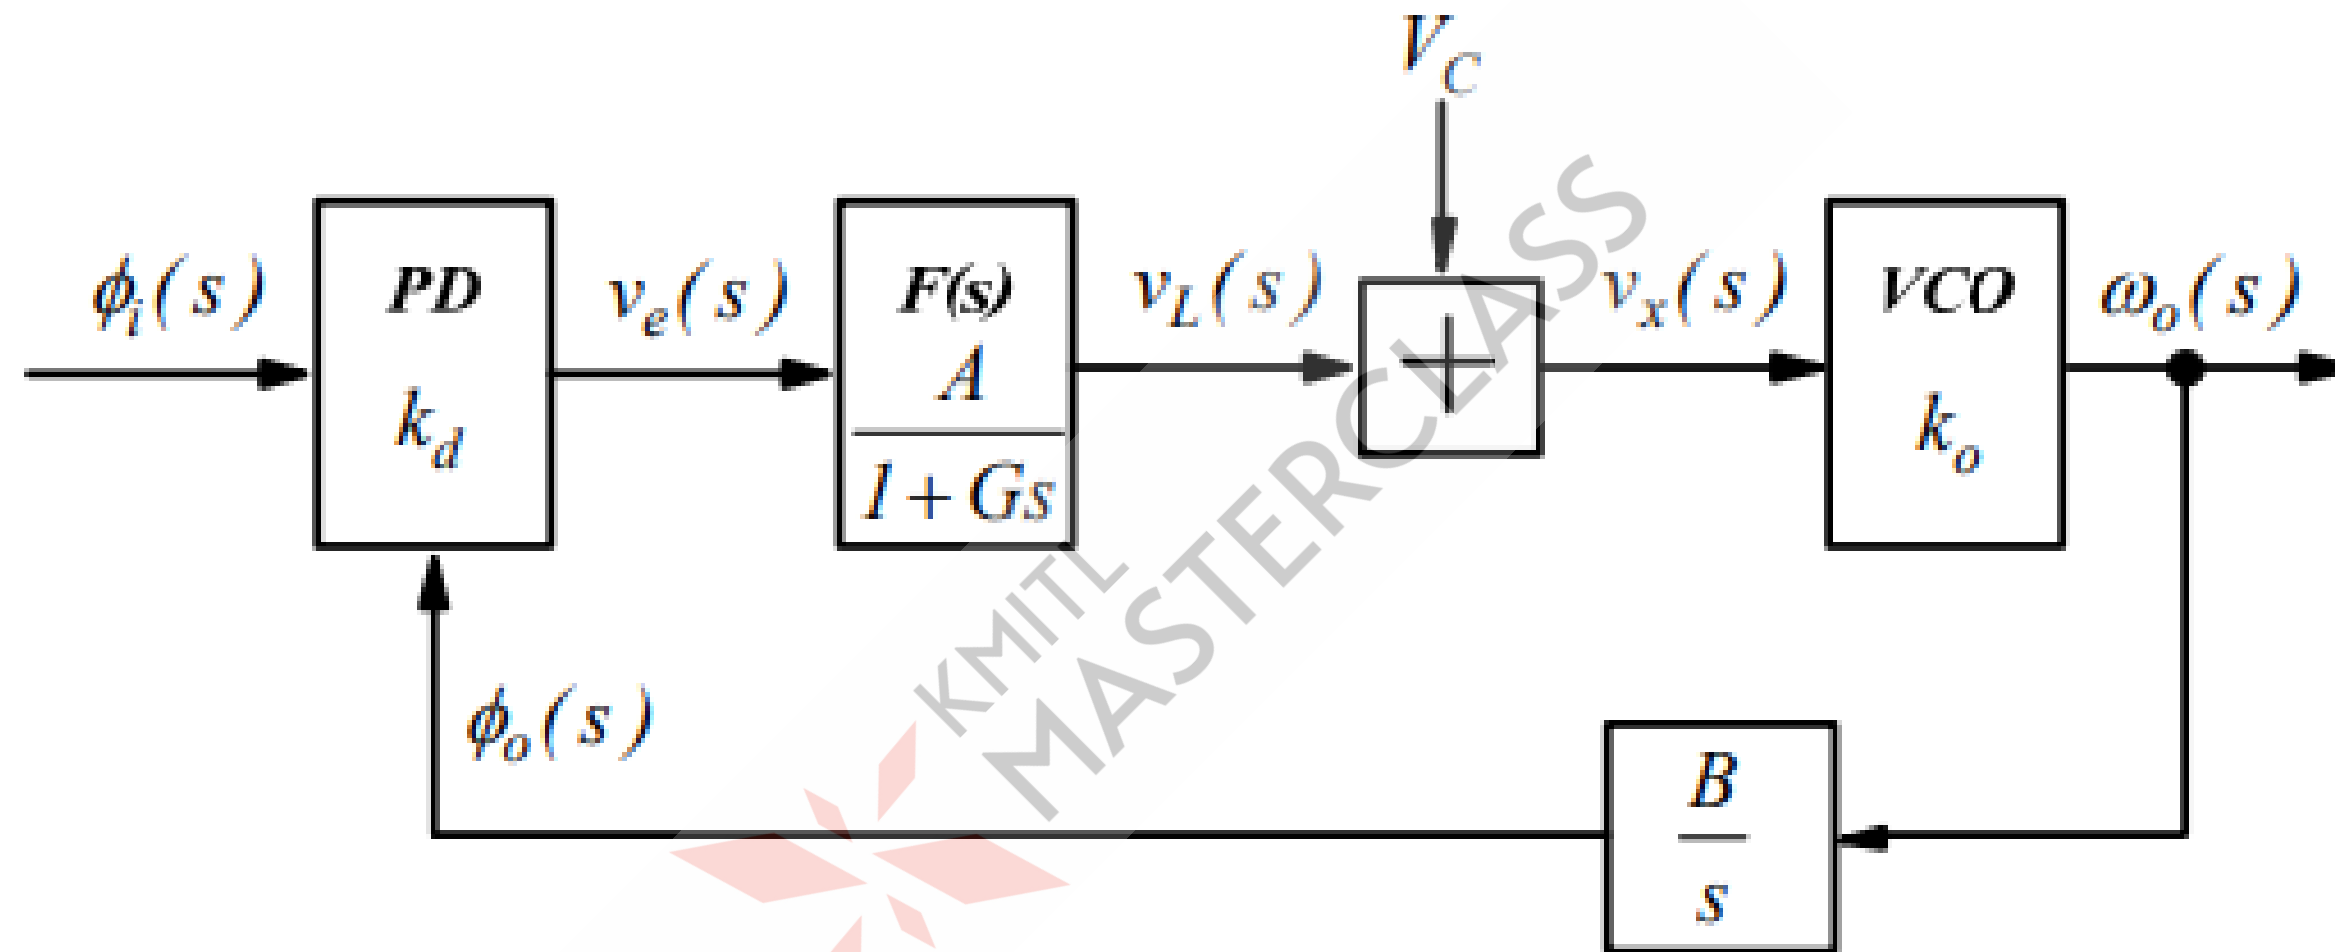 V_C
ϕ_i(s)
PD
k_d
v_e(s)
F(s)
A
1+Gs
v_L(s)
+
v_x(s)
VCO
k_o
ω_o(s)
ϕ_o(s)
B
s
KMITL
MASTERCLASS